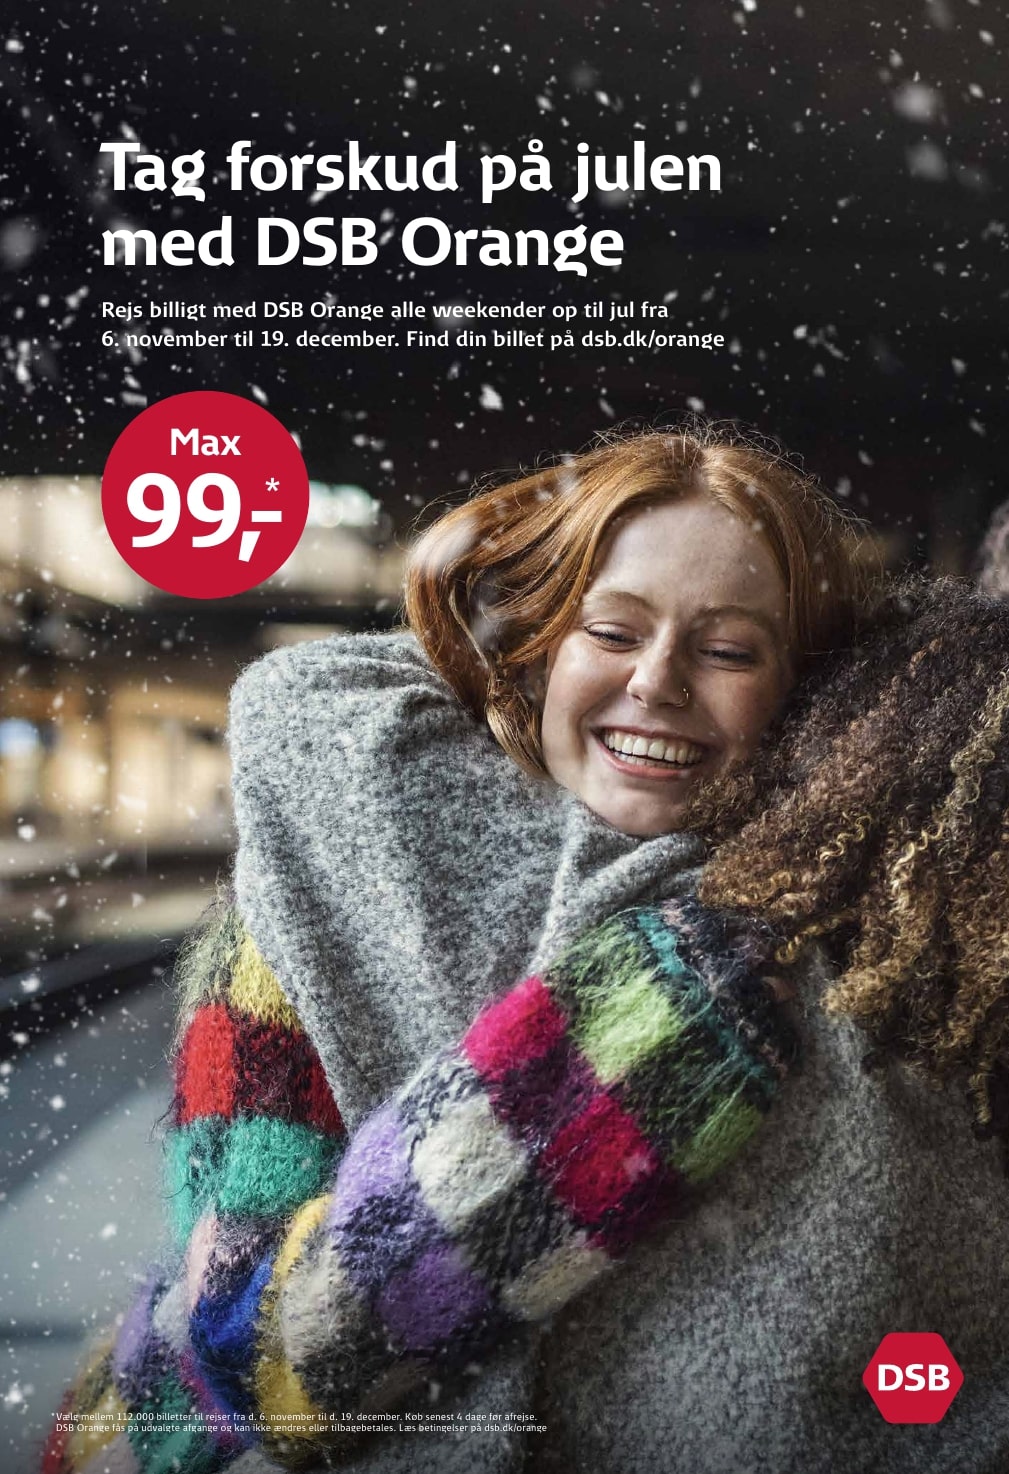 Tag forskud på julen
med DSB Orange
Rejs billigt med DSB Orange alle weekender op til jul fra
6. november til 19. december. Find din billet på dsb.dk/orange
Max
99,-*
DSB
*Vælg mellem 112.000 billetter til rejser fra d. 6. november til d. 19. december. Køb senest 4 dage før afrejse.
DSB Orange fås på udvalgte afgange og kan ikke ændres eller tilbagebetales. Læs betingelser på dsb.dk/orange